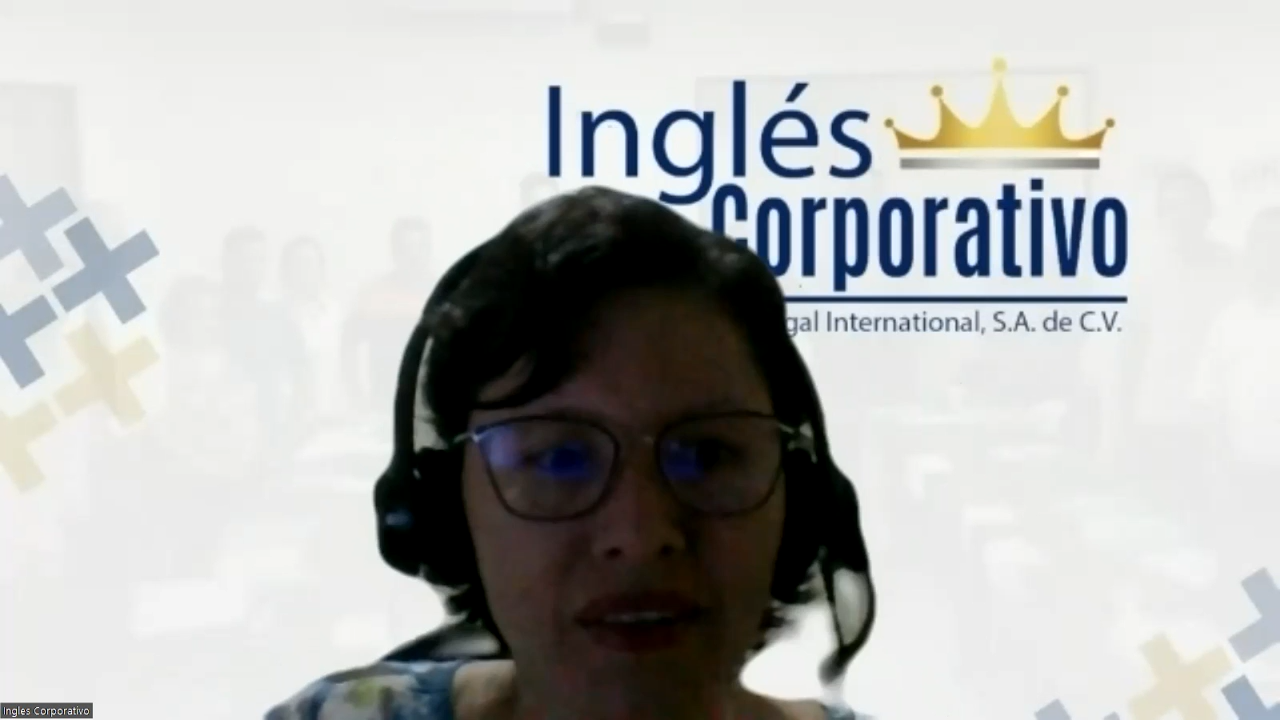 Inglés
Corporativo
International, S.A. de C.V.
Ingles Corporativo